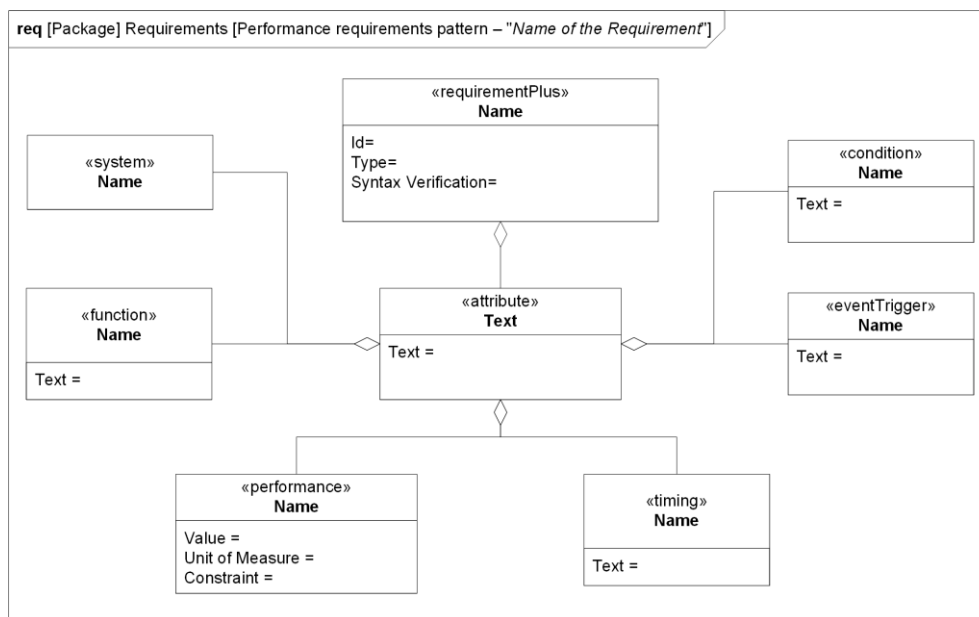 req [Package] Requirements [Performance requirements pattern – "Name of the Requirement"]
«requirementPlus»
Name
Id=
Type=
Syntax Verification=
«system»
Name
«condition»
Name
Text =
«function»
Name
Text =
«attribute»
Text
Text =
«eventTrigger»
Name
Text =
«performance»
Name
Value =
Unit of Measure =
Constraint =
«timing»
Name
Text =